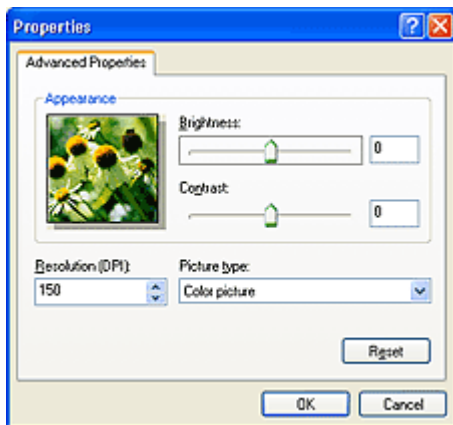 Properties
Advanced Properties
Appearance
Brightness:
0
Contrast:
0
Resolution (DPI):
Picture type:
150
Color picture
Reset
OK
Cancel